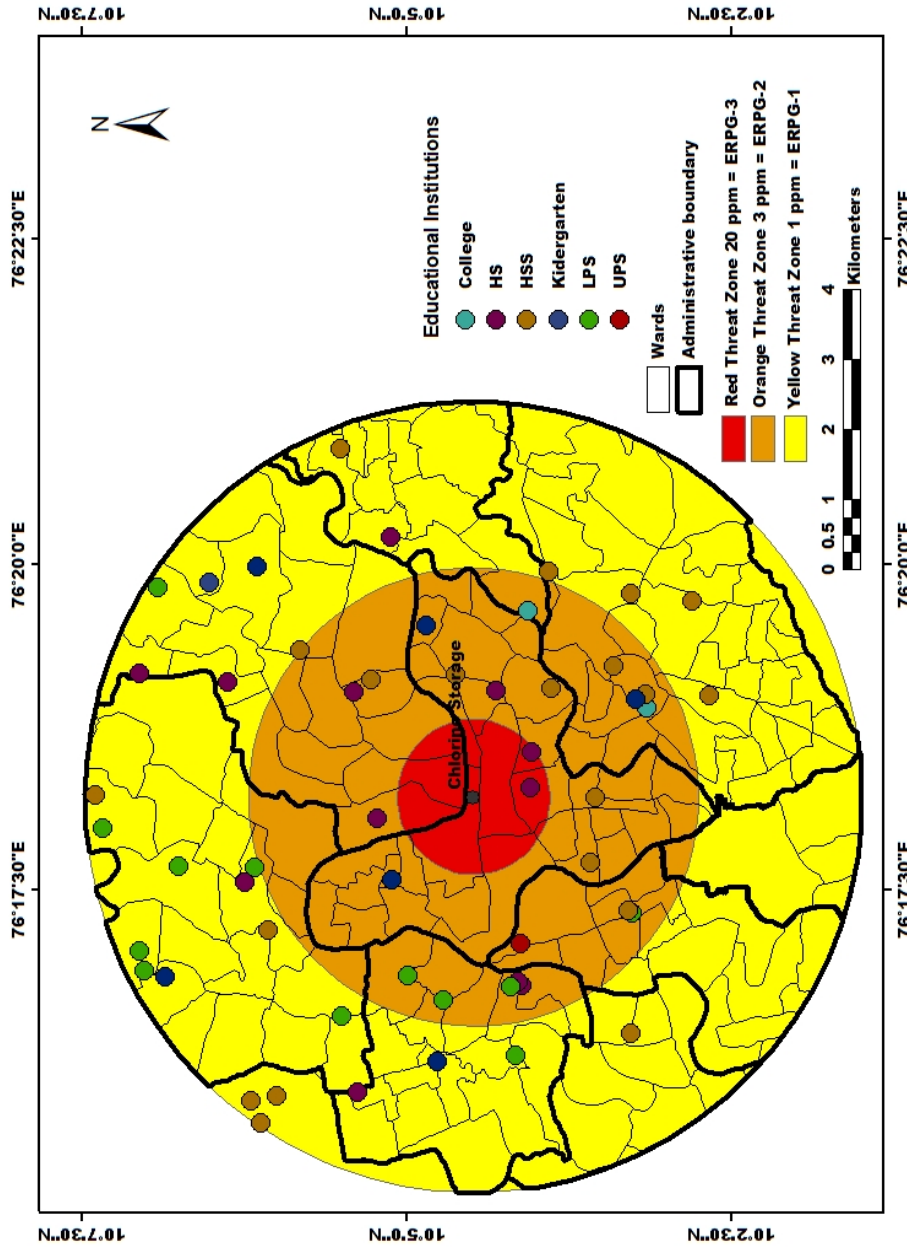 76°17'30"E
76°20'0"E
76°22'30"E
10°7'30"N
10°7'30"N
N
10°5'0"N
10°5'0"N
10°2'30"N
10°2'30"N
Chlorine Storage
Educational Institutions
College
HS
HSS
Kidergarten
LPS
UPS
Wards
Administrative boundary
Red Threat Zone 20 ppm = ERPG-3
Orange Threat Zone 3 ppm = ERPG-2
Yellow Threat Zone 1 ppm = ERPG-1
0 0.5 1 2 3 4
Kilometers
76°17'30"E
76°20'0"E
76°22'30"E